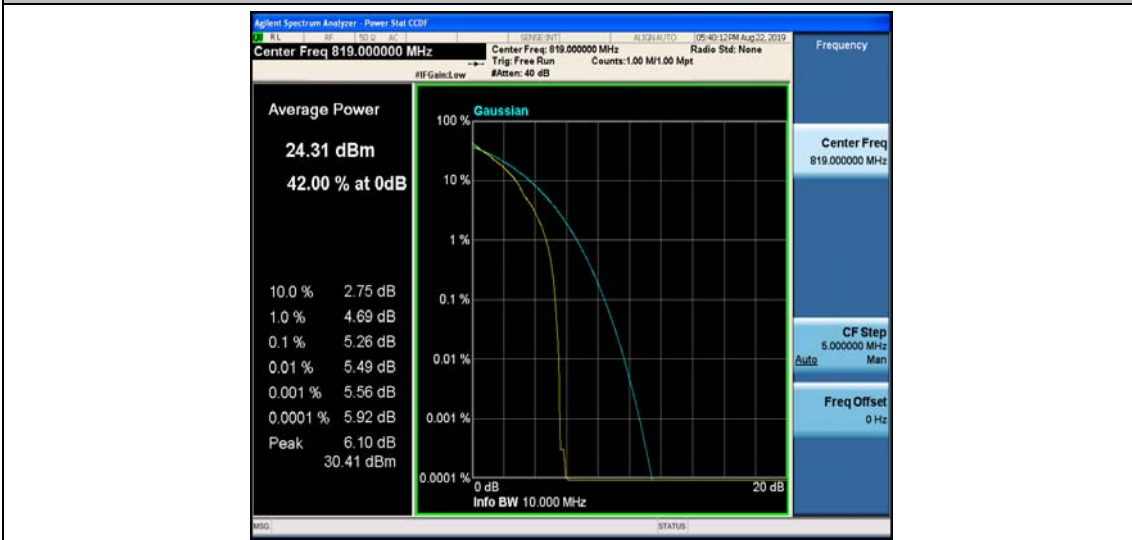 Agilent Spectrum Analyzer - Power Stat CCDF
RL RF 50 Ω AC SENSE:INT ALIGN AUTO 05:40:12 PM Aug 22, 2019
Center Freq 819.000000 MHz
Center Freq: 819.000000 MHz Radio Std: None
Trig: Free Run Counts:1.00 M/1.00 Mpt
#IFGain:Low #Atten: 40 dB
Frequency
Average Power
24.31 dBm
42.00 % at 0dB
10.0 % 2.75 dB
1.0 % 4.69 dB
0.1 % 5.26 dB
0.01 % 5.49 dB
0.001 % 5.56 dB
0.0001 % 5.92 dB
Peak 6.10 dB
30.41 dBm
Gaussian
100 %
10 %
1 %
0.1 %
0.01 %
0.001 %
0.0001 %
0 dB 20 dB
Info BW 10.000 MHz
Center Freq
819.000000 MHz
CF Step
5.000000 MHz
Auto Man
Freq Offset
0 Hz
MSG STATUS